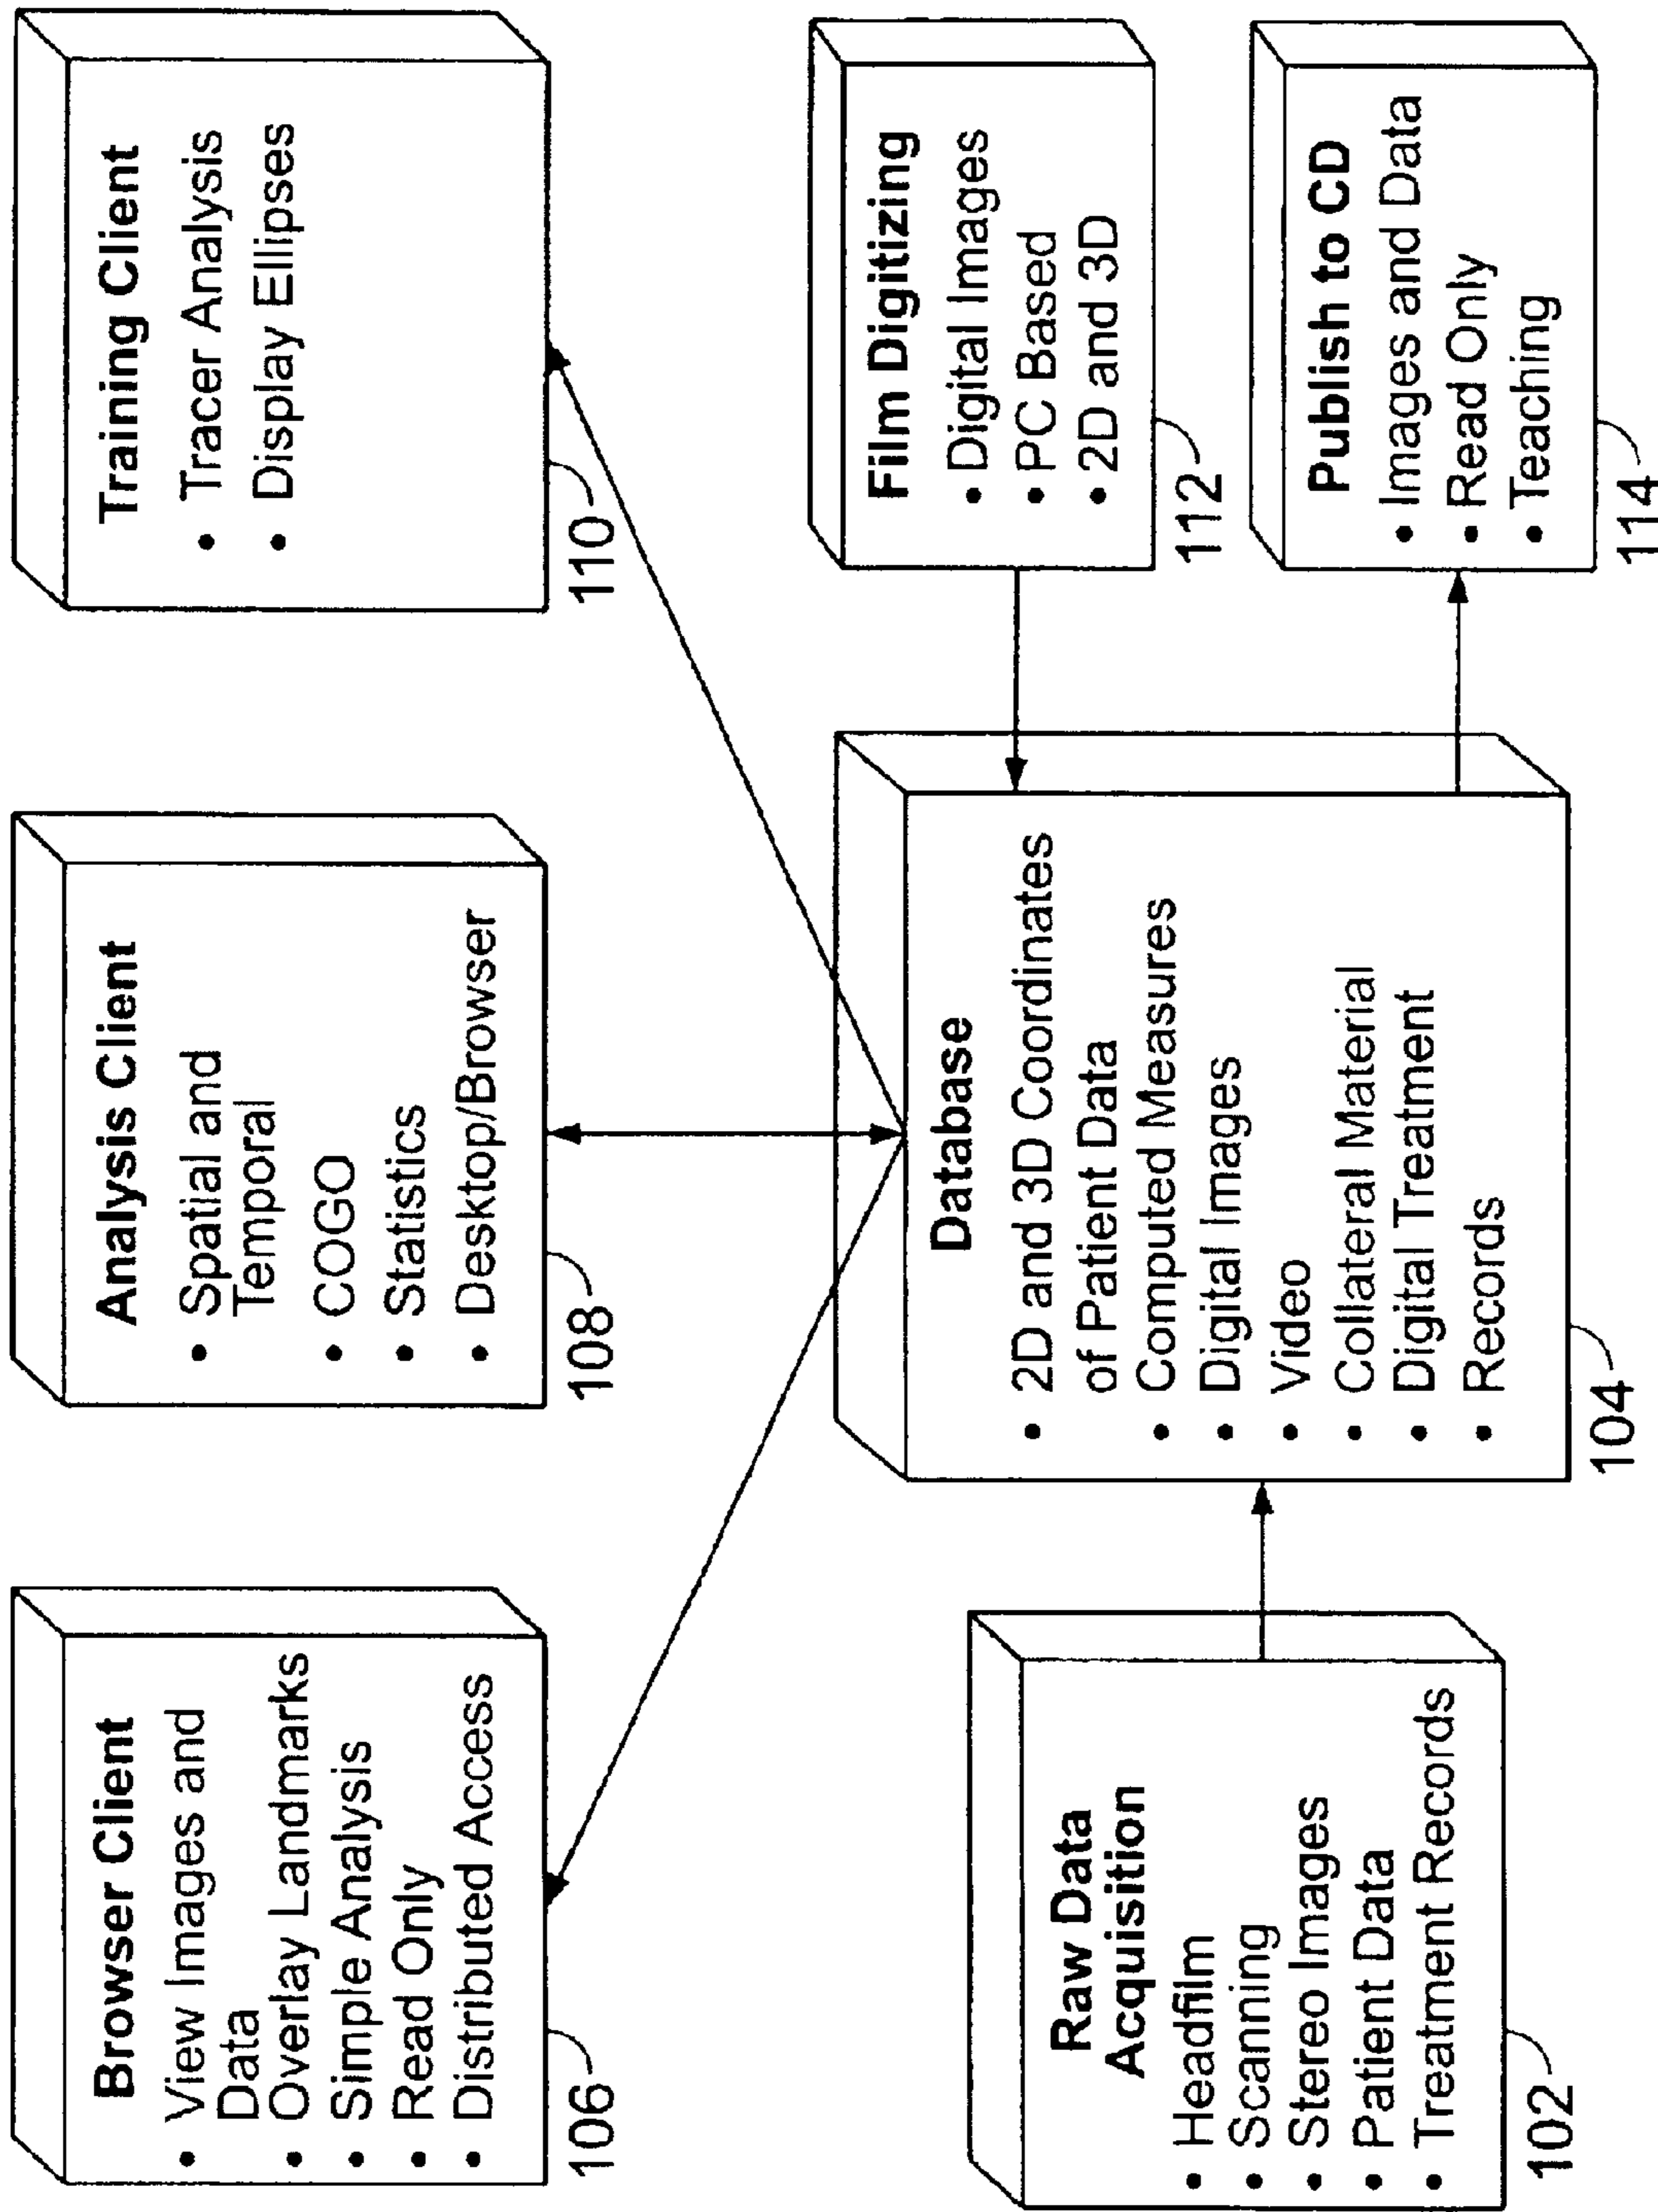 Browser Client
• View Images and
Data
• Overlay Landmarks
• Simple Analysis
• Read Only
• Distributed Access
106
Analysis Client
• Spatial and
Temporal
• COGO
• Statistics
• Desktop/Browser
108
Training Client
• Tracer Analysis
• Display Ellipses
110
Raw Data
Acquisition
• Headfilm
• Scanning
• Stereo Images
• Patient Data
• Treatment Records
102
Database
• 2D and 3D Coordinates
of Patient Data
• Computed Measures
• Digital Images
• Video
• Collateral Material
• Digital Treatment
• Records
104
Film Digitizing
• Digital Images
• PC Based
• 2D and 3D
112
Publish to CD
• Images and Data
• Read Only
• Teaching
114